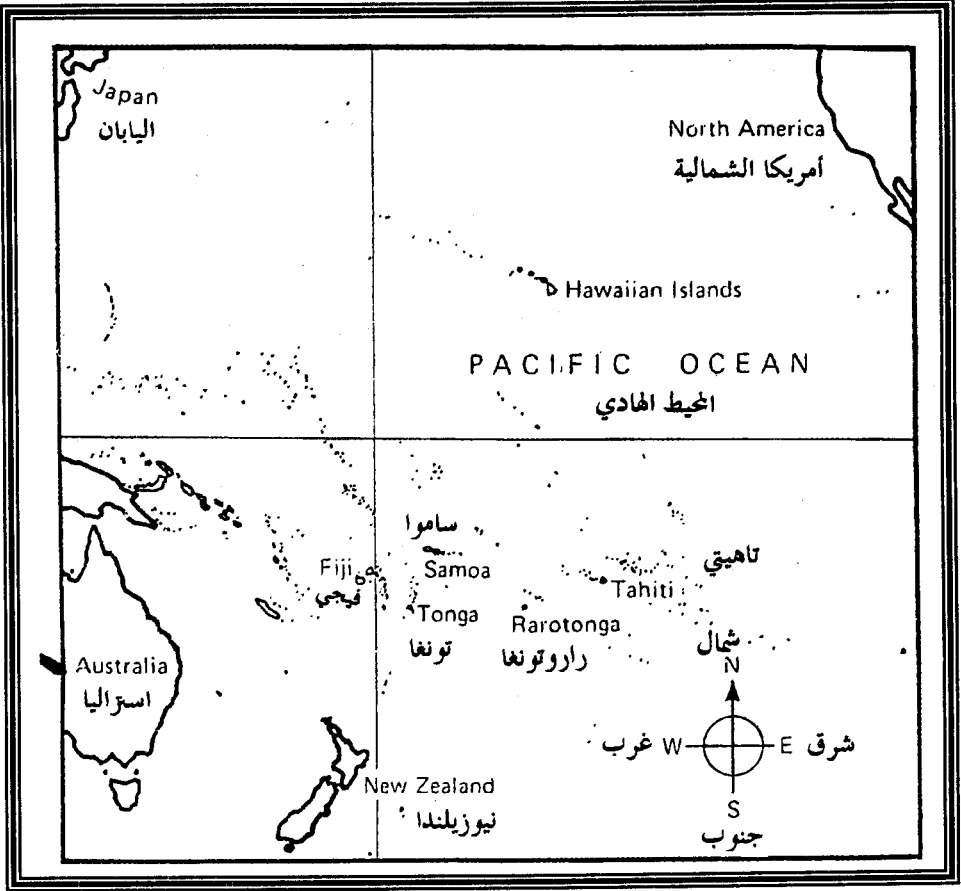 Japan
اليابان
North America
أمريكا الشمالية
Hawaiian Islands
PACIFIC OCEAN
المحيط الهادي
ساموا
Samoa
Fiji
فيجي
تاهيتي
Tahiti
Tonga
تونغا
Rarotonga
راروتونغا
Australia
استراليا
شمال
N
غرب W
E شرق
S
جنوب
New Zealand
نيوزيلندا